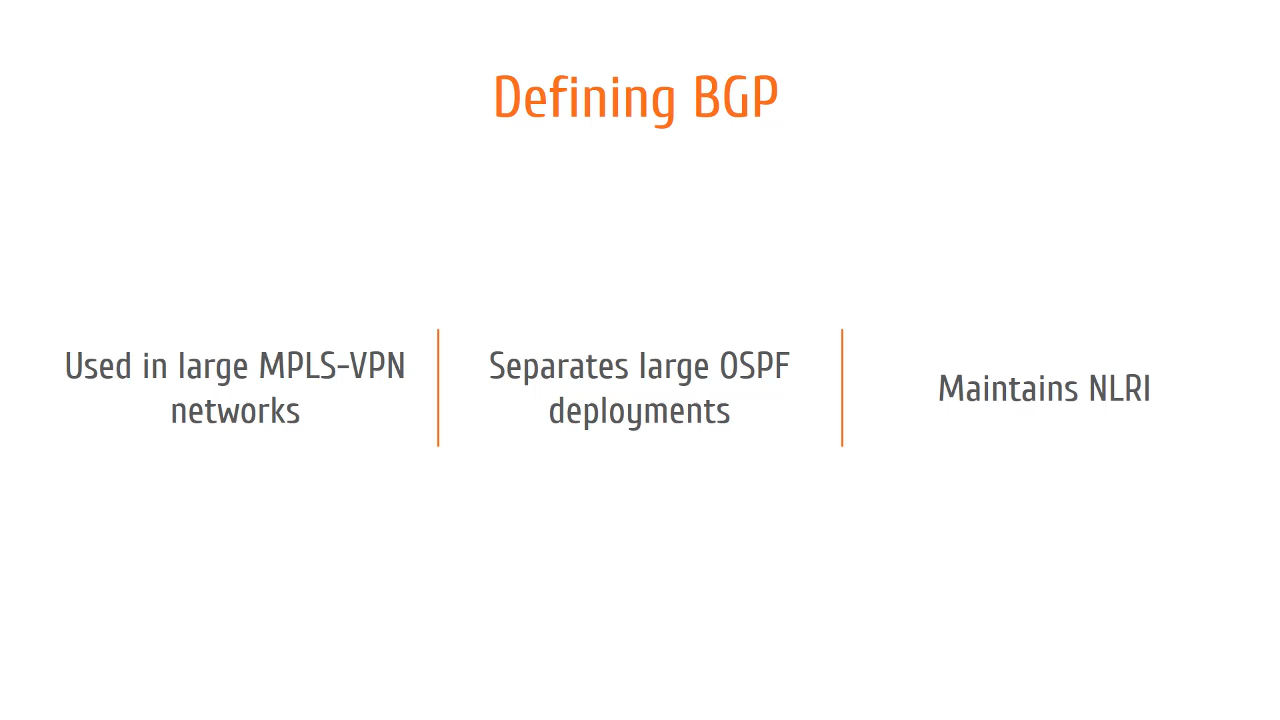 Defining BGP
Used in large MPLS-VPN
networks
Separates large OSPF
deployments
Maintains NLRI